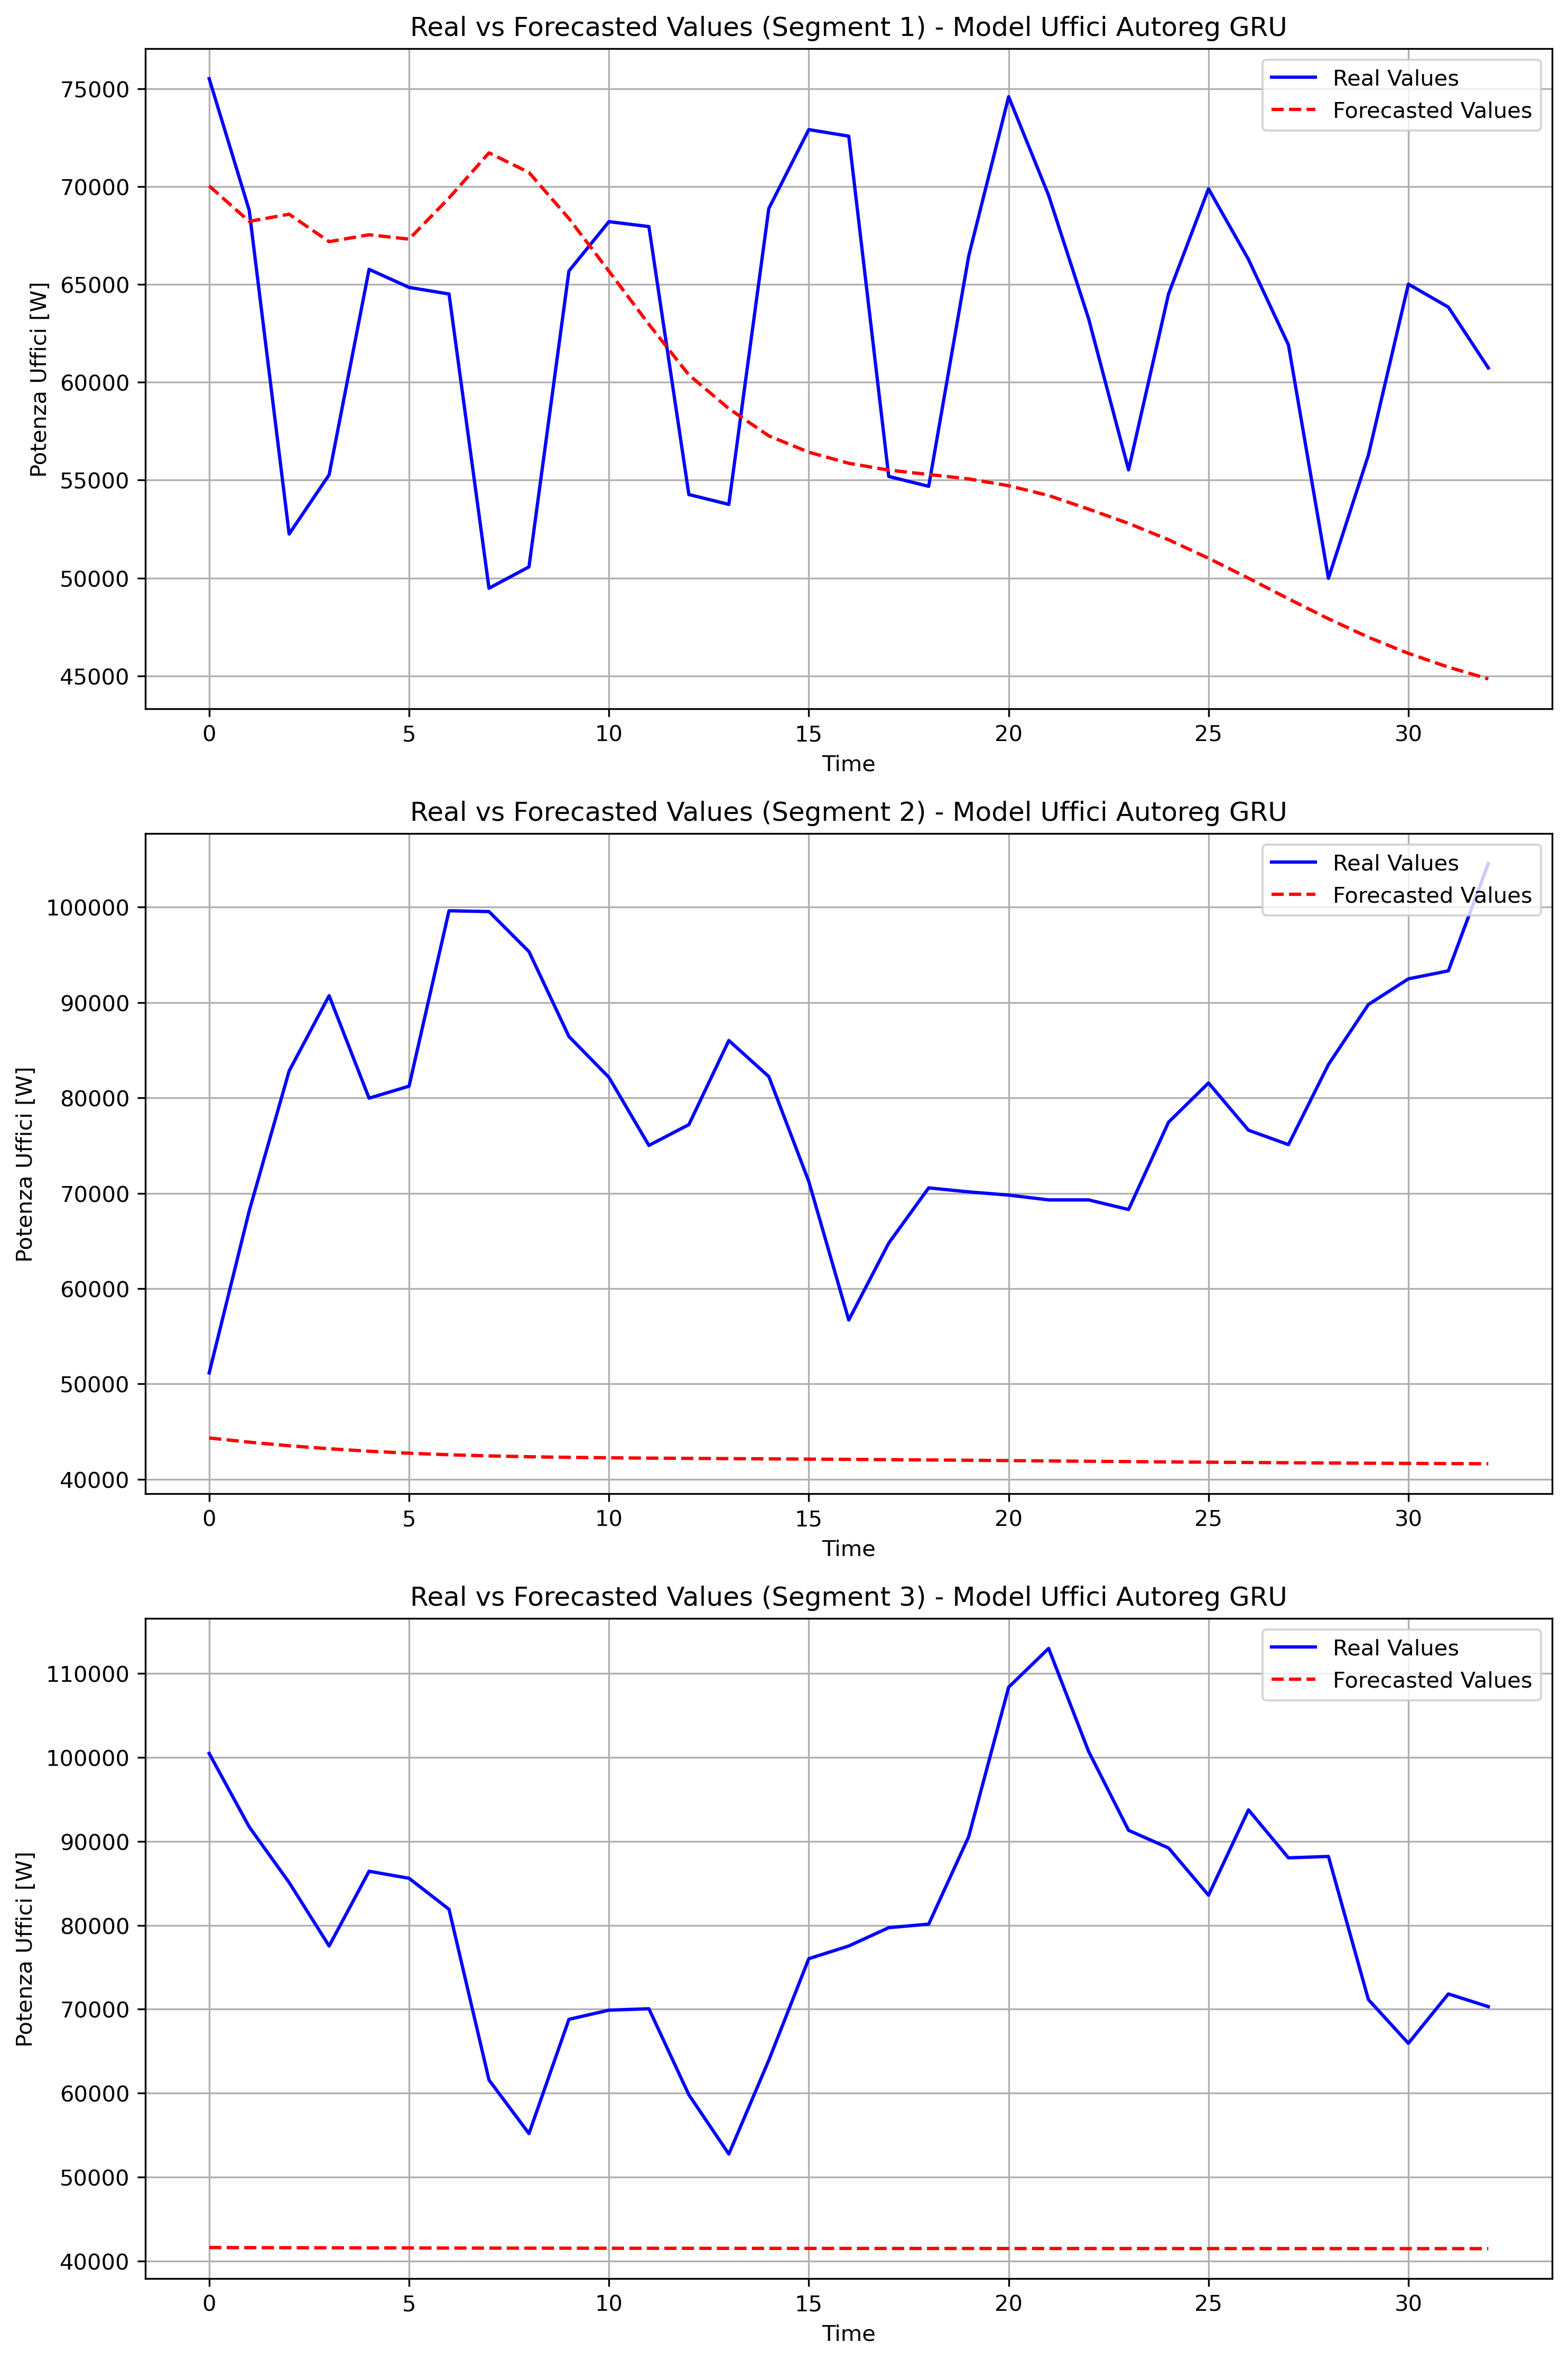 Real vs Forecasted Values (Segment 1) - Model Uffici Autoreg GRU
Real Values
Forecasted Values
75000
70000
65000
60000
55000
50000
45000
Potenza Uffici [W]
0 5 10 15 20 25 30
Time
Real vs Forecasted Values (Segment 2) - Model Uffici Autoreg GRU
Real Values
Forecasted Values
100000
90000
80000
70000
60000
50000
40000
Potenza Uffici [W]
0 5 10 15 20 25 30
Time
Real vs Forecasted Values (Segment 3) - Model Uffici Autoreg GRU
Real Values
Forecasted Values
110000
100000
90000
80000
70000
60000
50000
40000
Potenza Uffici [W]
0 5 10 15 20 25 30
Time